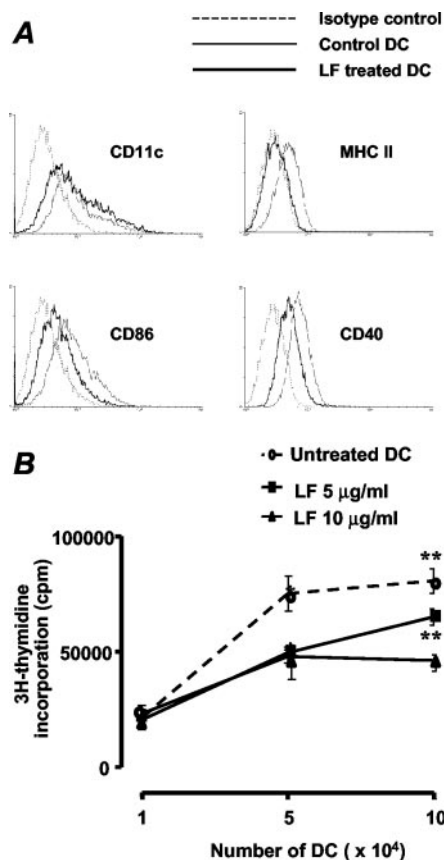 A
Isotype control
Control DC
LF treated DC
CD11c
MHC II
CD86
CD40
B
Untreated DC
LF 5 μg/ml
LF 10 μg/ml
3H-thymidine
incorporation (cpm)
100000
50000
0
**
**
1
5
10
Number of DC ( x 10⁴)